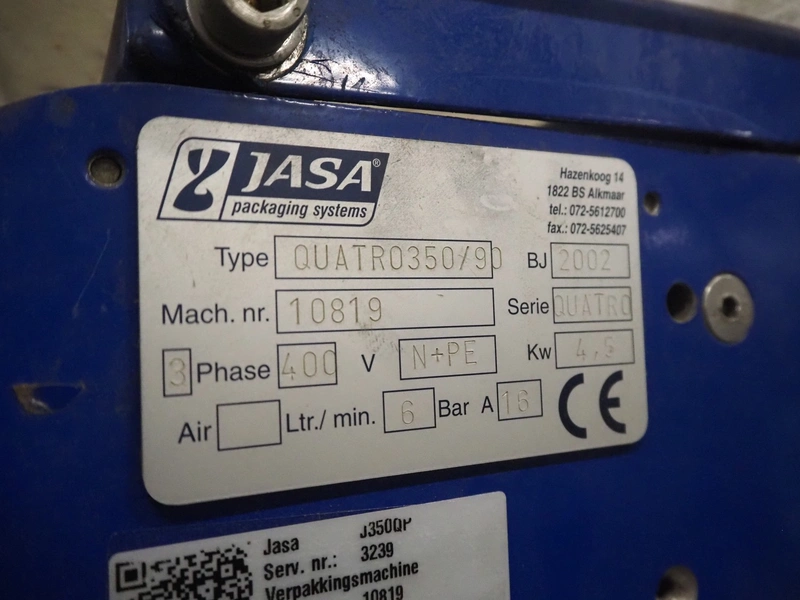 JASA®
packaging systems
Hazenkoog 14
1822 BS Alkmaar
tel.: 072-5612700
fax.: 072-5625407
Type QUATRO350/90 BJ 2002
Mach. nr. 10819 Serie QUATRO
3 Phase 400 V N+PE Kw 4,5
Air Ltr./ min. 6 Bar A 16
CE
Jasa J350QP
Serv. nr.: 3239
Verpakkingsmachine
10819